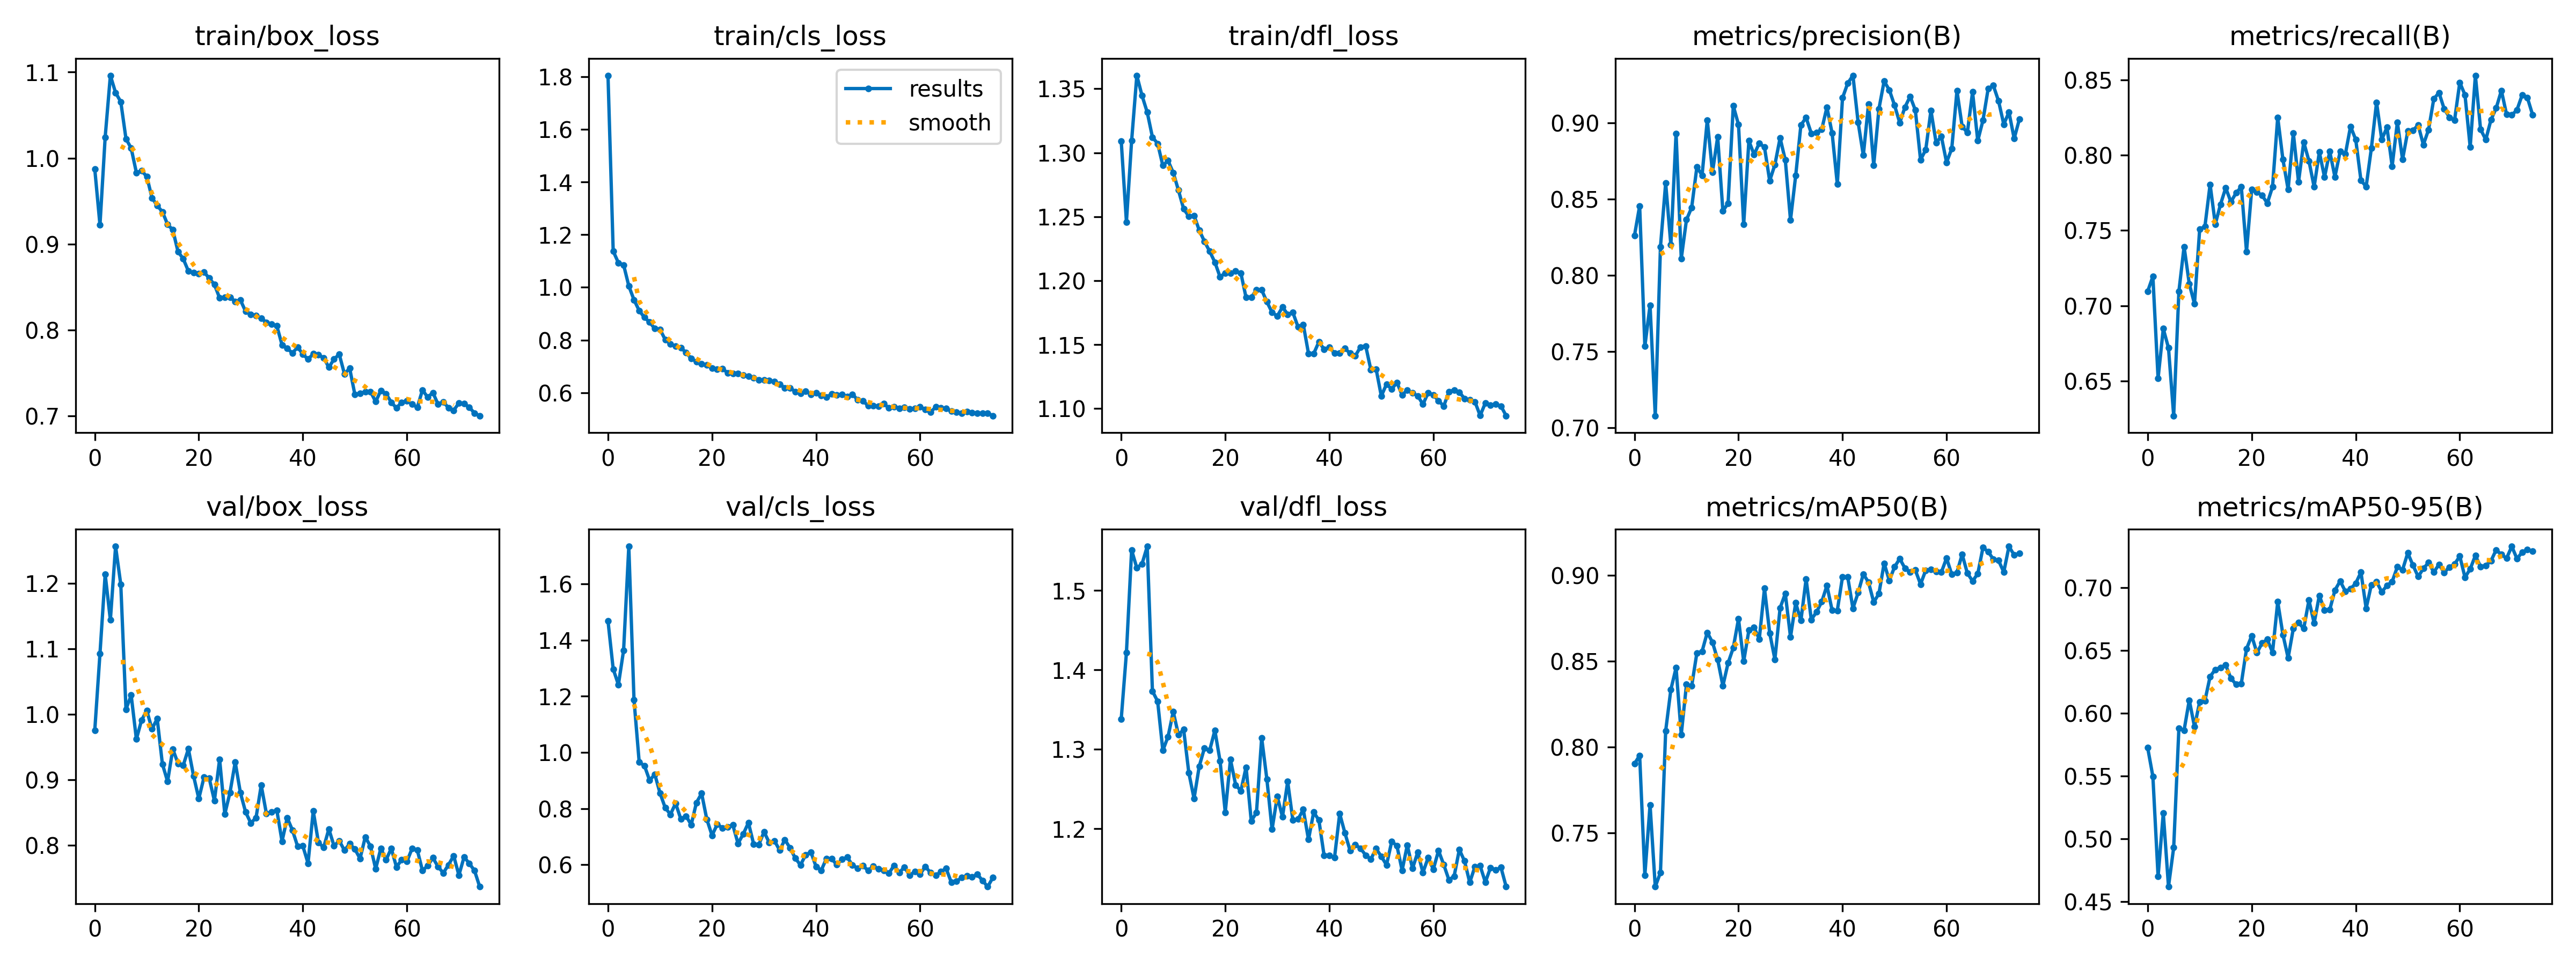 train/box_loss
1.1
1.0
0.9
0.8
0.7
0 20 40 60
train/cls_loss
results
smooth
1.8
1.6
1.4
1.2
1.0
0.8
0.6
0 20 40 60
train/dfl_loss
1.35
1.30
1.25
1.20
1.15
1.10
0 20 40 60
metrics/precision(B)
0.90
0.85
0.80
0.75
0.70
0 20 40 60
metrics/recall(B)
0.85
0.80
0.75
0.70
0.65
0 20 40 60
val/box_loss
1.2
1.1
1.0
0.9
0.8
0 20 40 60
val/cls_loss
1.6
1.4
1.2
1.0
0.8
0.6
0 20 40 60
val/dfl_loss
1.5
1.4
1.3
1.2
0 20 40 60
metrics/mAP50(B)
0.90
0.85
0.80
0.75
0 20 40 60
metrics/mAP50-95(B)
0.70
0.65
0.60
0.55
0.50
0.45
0 20 40 60